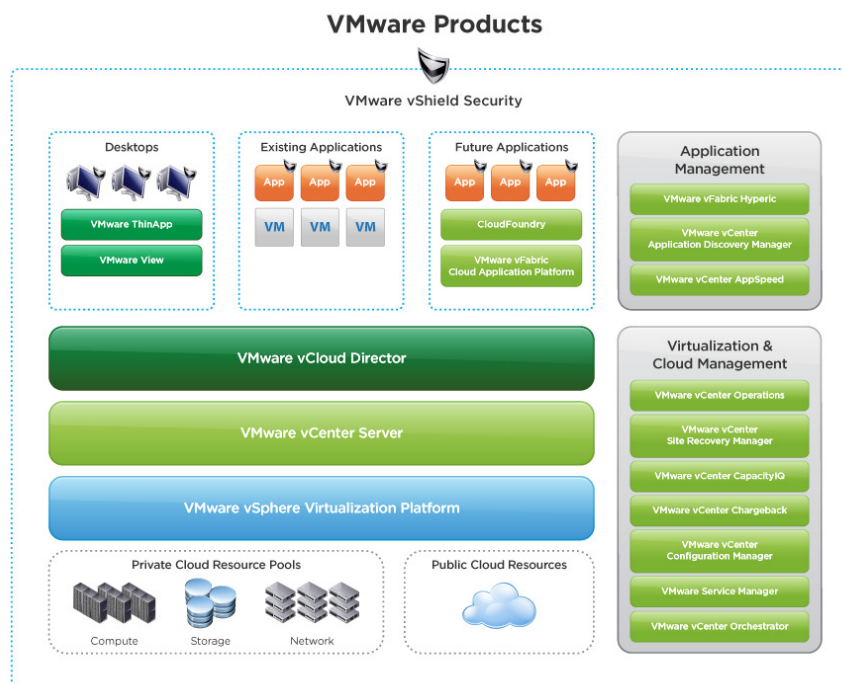 VMware Products
VMware vShield Security
Desktops
VMware ThinApp
VMware View
Existing Applications
App App App
VM VM VM
Future Applications
App App App
CloudFoundry
VMware vFabric
Cloud Application Platform
Application
Management
VMware vFabric Hyperic
VMware vCenter
Application Discovery Manager
VMware vCenter AppSpeed
VMware vCloud Director
VMware vCenter Server
VMware vSphere Virtualization Platform
Virtualization &
Cloud Management
VMware vCenter Operations
VMware vCenter
Site Recovery Manager
VMware vCenter CapacityIQ
VMware vCenter Chargeback
VMware vCenter
Configuration Manager
VMware Service Manager
VMware vCenter Orchestrator
Private Cloud Resource Pools
Compute
Storage
Network
Public Cloud Resources